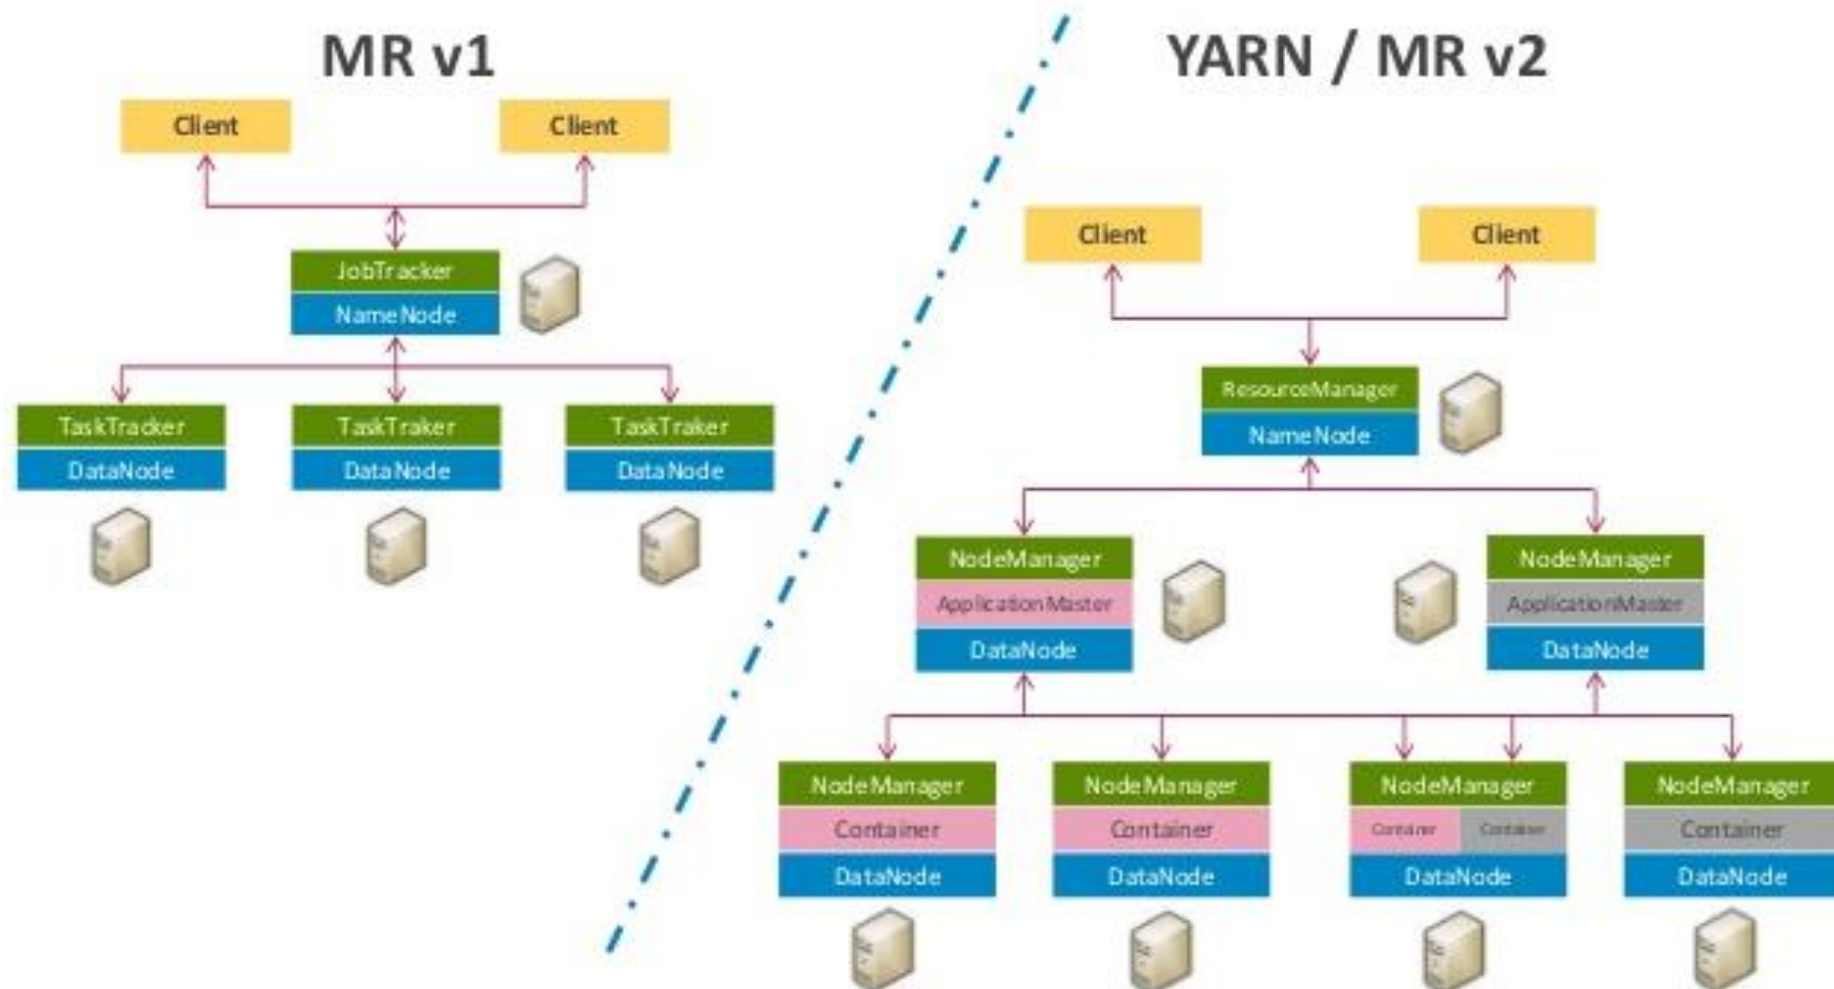 MR v1
Client Client
JobTracker
NameNode
TaskTracker TaskTraker TaskTraker
DataNode DataNode DataNode
YARN / MR v2
Client Client
ResourceManager
NameNode
NodeManager NodeManager
ApplicationMaster ApplicationMaster
DataNode DataNode
NodeManager NodeManager NodeManager NodeManager
Container Container Container Container Container
DataNode DataNode DataNode DataNode